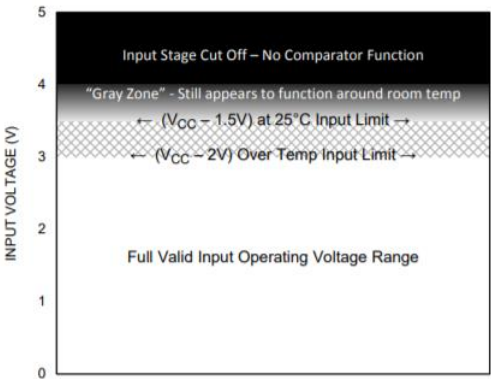 5
Input Stage Cut Off – No Comparator Function
4
“Gray Zone” - Still appears to function around room temp
← (VCC – 1.5V) at 25°C Input Limit →
3
← (VCC – 2V) Over Temp Input Limit →
INPUT VOLTAGE (V)
2
Full Valid Input Operating Voltage Range
1
0